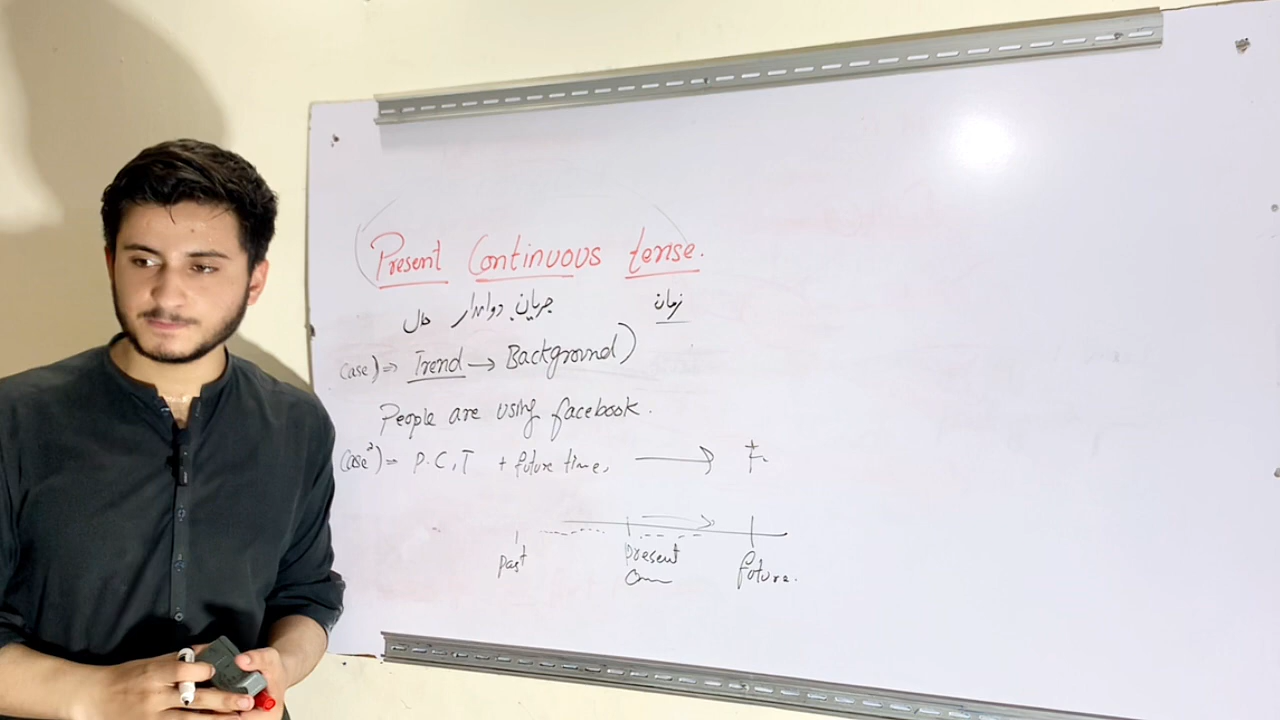 Present Continuous tense.
حال جریان دوامدار زمان
Case) ⇒ Trend → Background)
People are using facebook.
Case²) = P.C.T + future time, → F.
Past Present future.